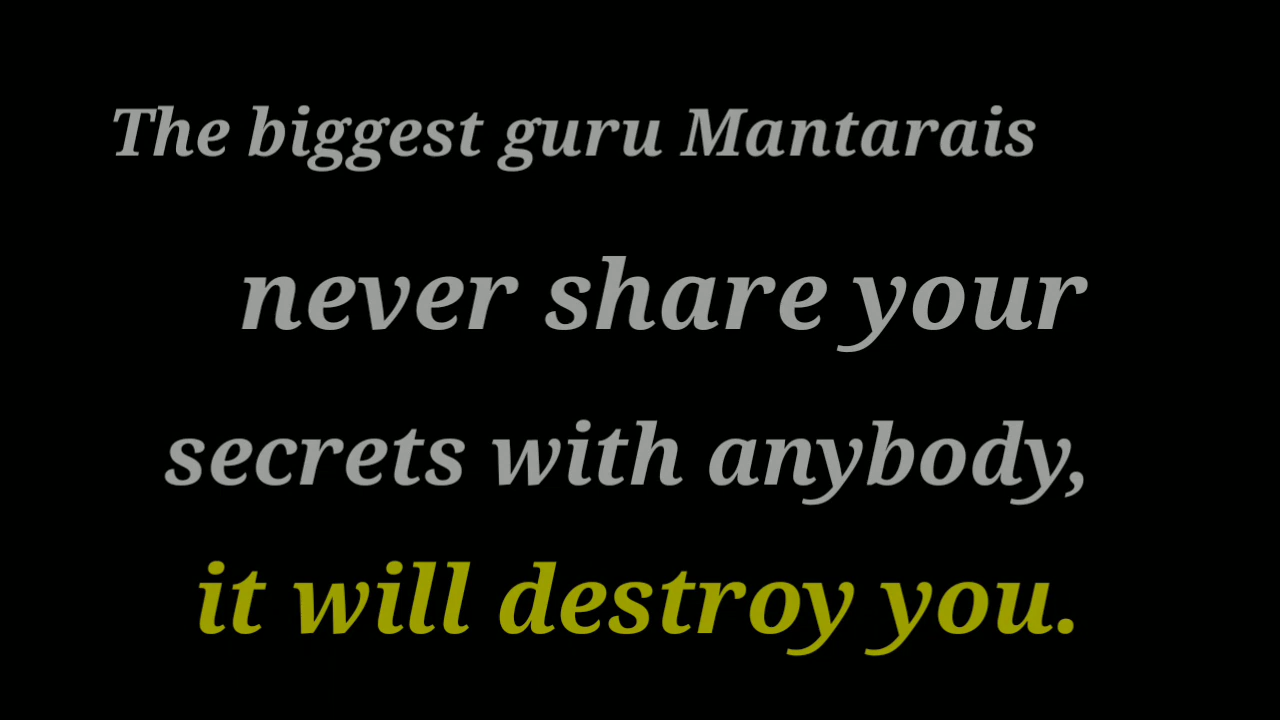 The biggest guru Mantarais
never share your
secrets with anybody,
it will destroy you.